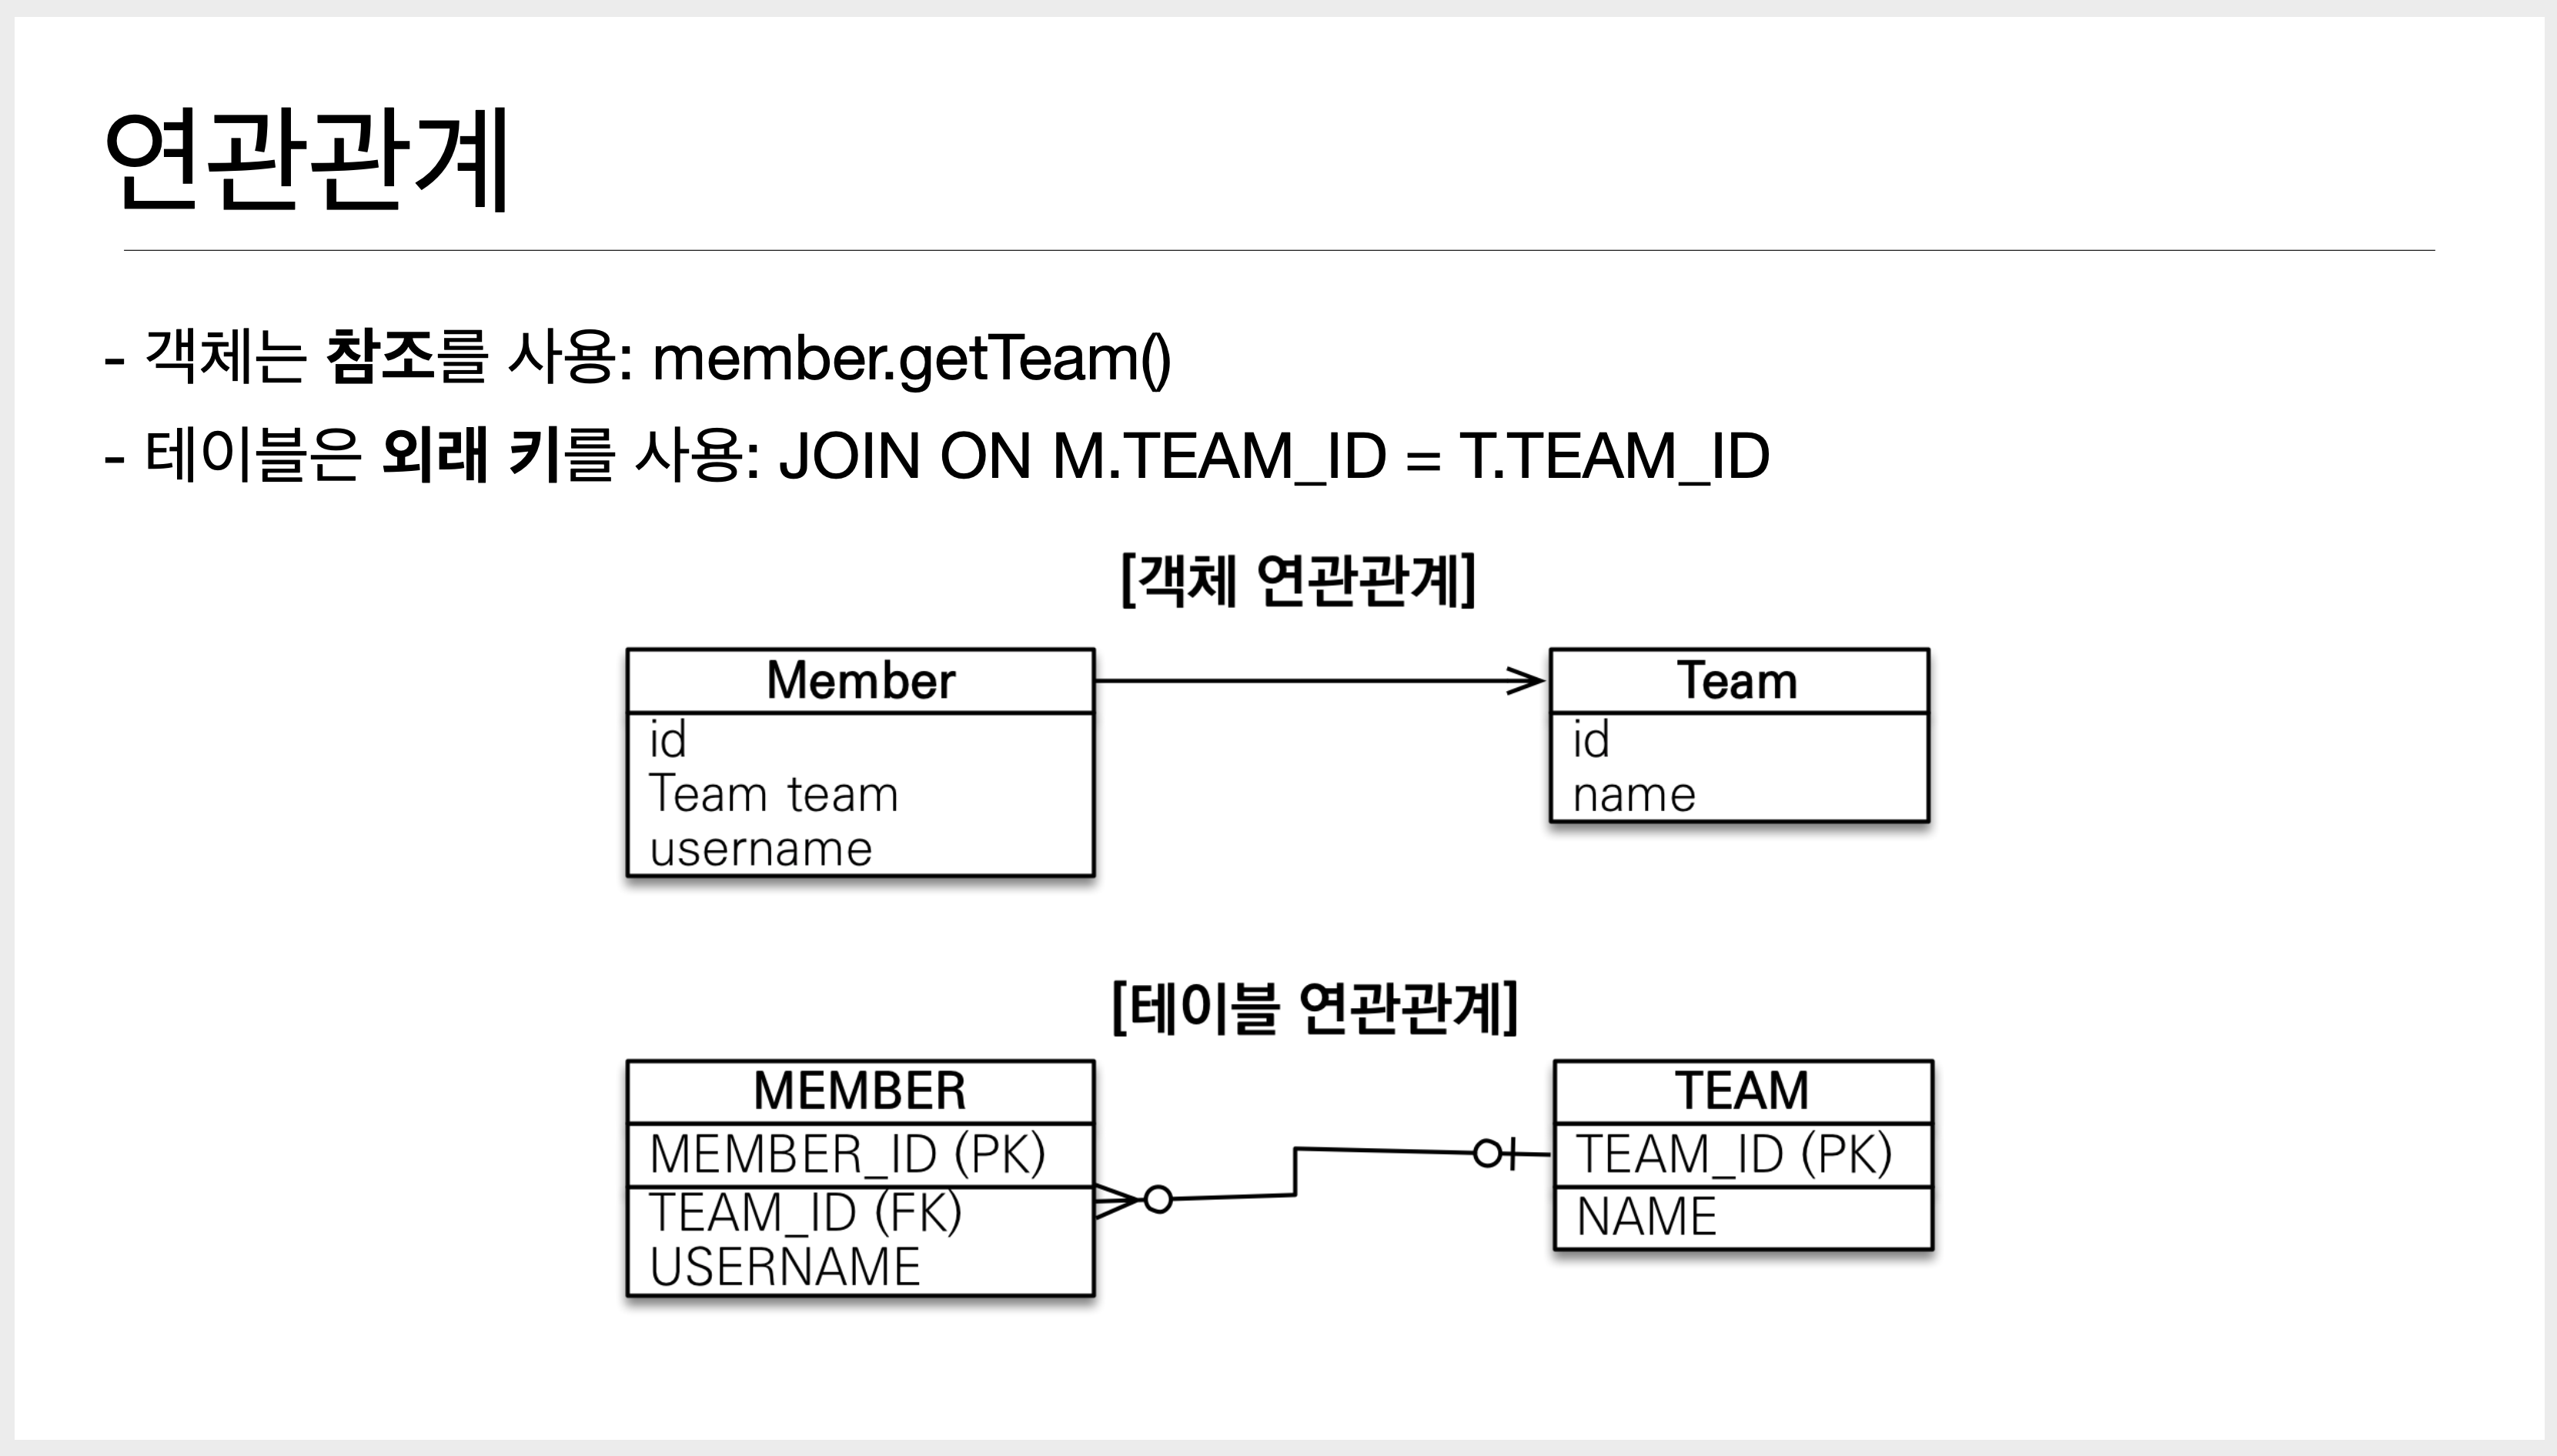 연관관계
- 객체는 참조를 사용: member.getTeam()
- 테이블은 외래 키를 사용: JOIN ON M.TEAM_ID = T.TEAM_ID
[객체 연관관계]
Member
id
Team team
username
Team
id
name
[테이블 연관관계]
MEMBER
MEMBER_ID (PK)
TEAM_ID (FK)
USERNAME
TEAM
TEAM_ID (PK)
NAME